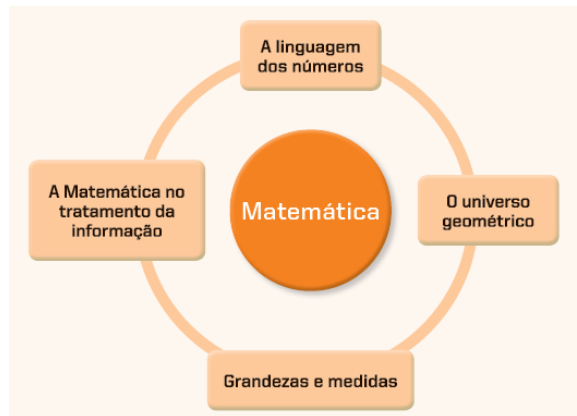 A linguagem
dos números
A Matemática no
tratamento da
informação
Matemática
O universo
geométrico
Grandezas e medidas